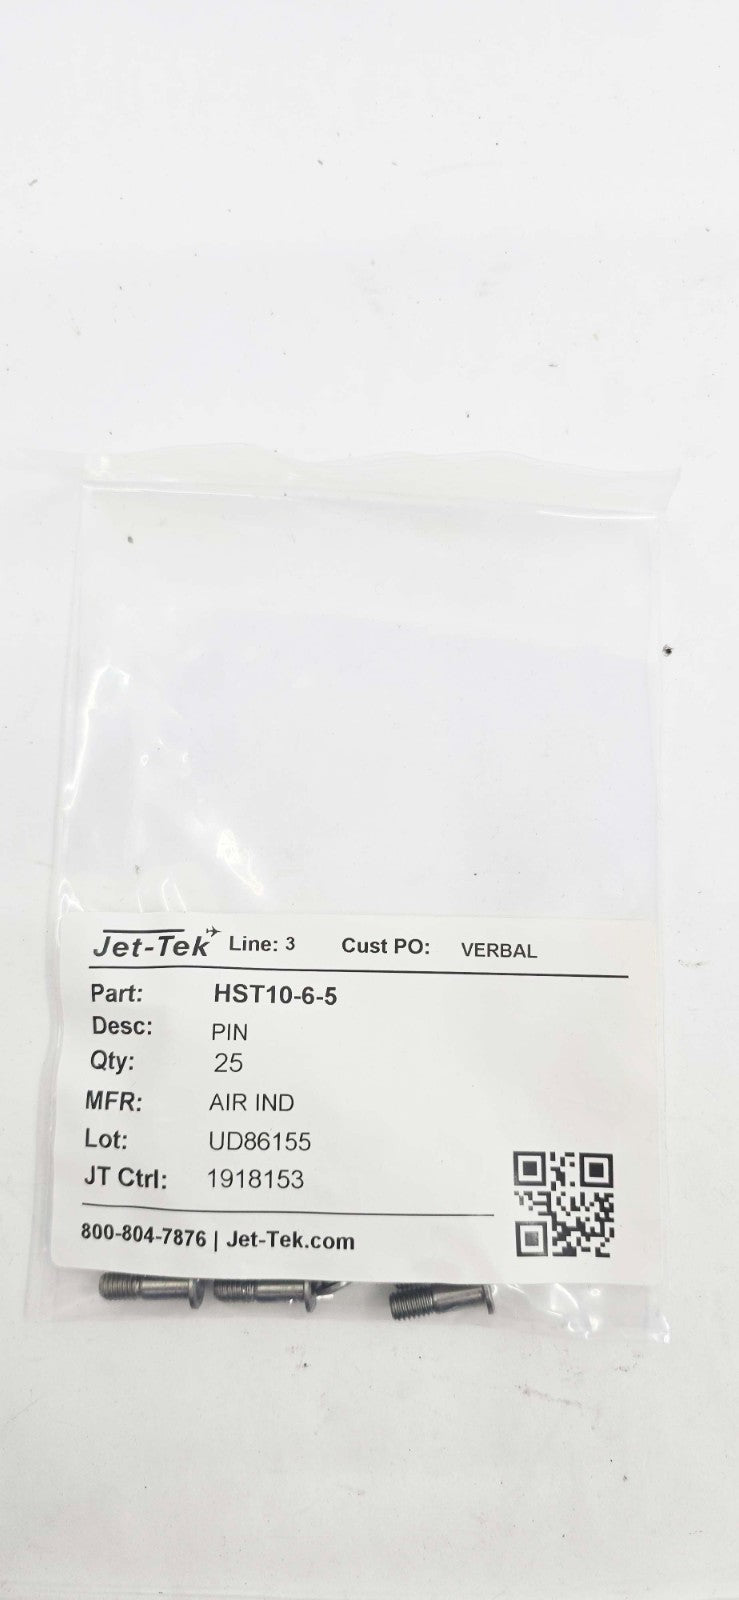 Jet-Tek Line: 3 Cust PO: VERBAL
Part: HST10-6-5
Desc: PIN
Qty: 25
MFR: AIR IND
Lot: UD86155
JT Ctrl: 1918153
800-804-7876 | Jet-Tek.com